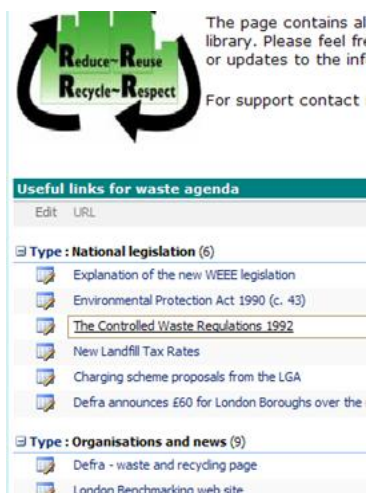 The page contains al
library. Please feel fre
or updates to the inf
Reduce~Reuse
Recycle~Respect
For support contact
Useful links for waste agenda
Edit URL
Type : National legislation (6)
Explanation of the new WEEE legislation
Environmental Protection Act 1990 (c. 43)
The Controlled Waste Regulations 1992
New Landfill Tax Rates
Charging scheme proposals from the LGA
Defra announces £60 for London Boroughs over the
Type : Organisations and news (9)
Defra - waste and recycling page
London Benchmarking web site